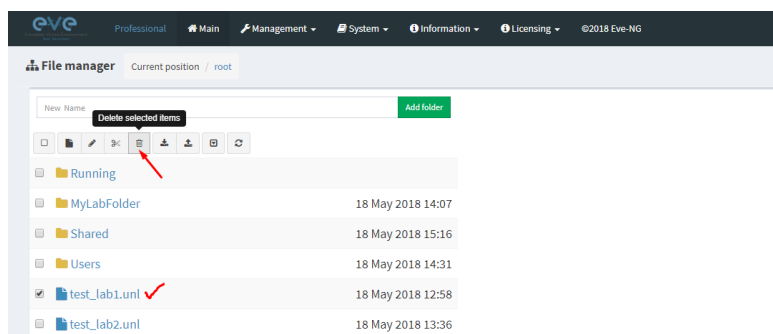 eve
Professional Main Management System Information Licensing ©2018 Eve-NG
File manager Current position / root
New Name Add folder
Delete selected items
Running
MyLabFolder 18 May 2018 14:07
Shared 18 May 2018 15:16
Users 18 May 2018 14:31
test_lab1.unl 18 May 2018 12:58
test_lab2.unl 18 May 2018 13:36